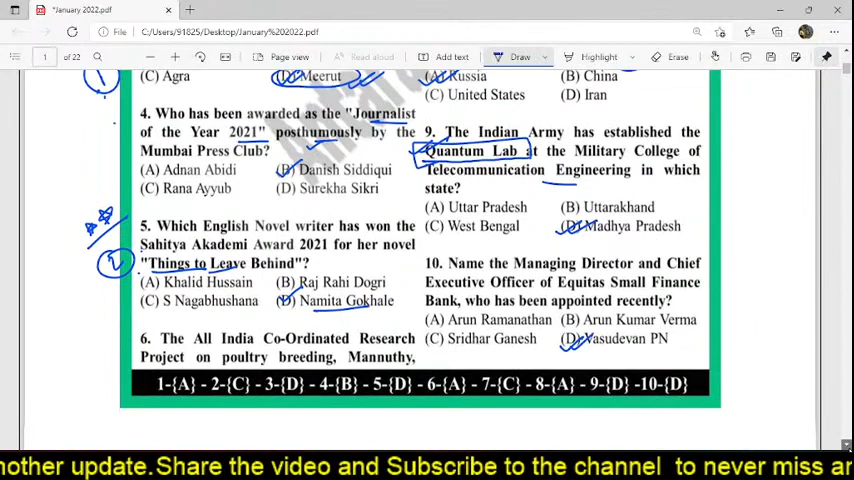 *January 2022.pdf
File | C:/Users/91825/Desktop/January%202022.pdf
1 of 22
Page view
Read aloud
Add text
Draw
Highlight
Erase
1
(C) Agra (D) Meerut
4. Who has been awarded as the "Journalist
of the Year 2021" posthumously by the
Mumbai Press Club?
(A) Adnan Abidi (B) Danish Siddiqui
(C) Rana Ayyub (D) Surekha Sikri
2
5. Which English Novel writer has won the
Sahitya Akademi Award 2021 for her novel
"Things to Leave Behind"?
(A) Khalid Hussain (B) Raj Rahi Dogri
(C) S Nagabhushana (D) Namita Gokhale
6. The All India Co-Ordinated Research
Project on poultry breeding, Mannuthy,
(A) Russia (B) China
(C) United States (D) Iran
9. The Indian Army has established the
Quantum Lab at the Military College of
Telecommunication Engineering in which
state?
(A) Uttar Pradesh (B) Uttarakhand
(C) West Bengal (D) Madhya Pradesh
10. Name the Managing Director and Chief
Executive Officer of Equitas Small Finance
Bank, who has been appointed recently?
(A) Arun Ramanathan (B) Arun Kumar Verma
(C) Sridhar Ganesh (D) Vasudevan PN
1-{A} - 2-{C} - 3-{D} - 4-{B} - 5-{D} - 6-{A} - 7-{C} - 8-{A} - 9-{D} -10-{D}
nother update.Share the video and Subscribe to the channel to never miss an